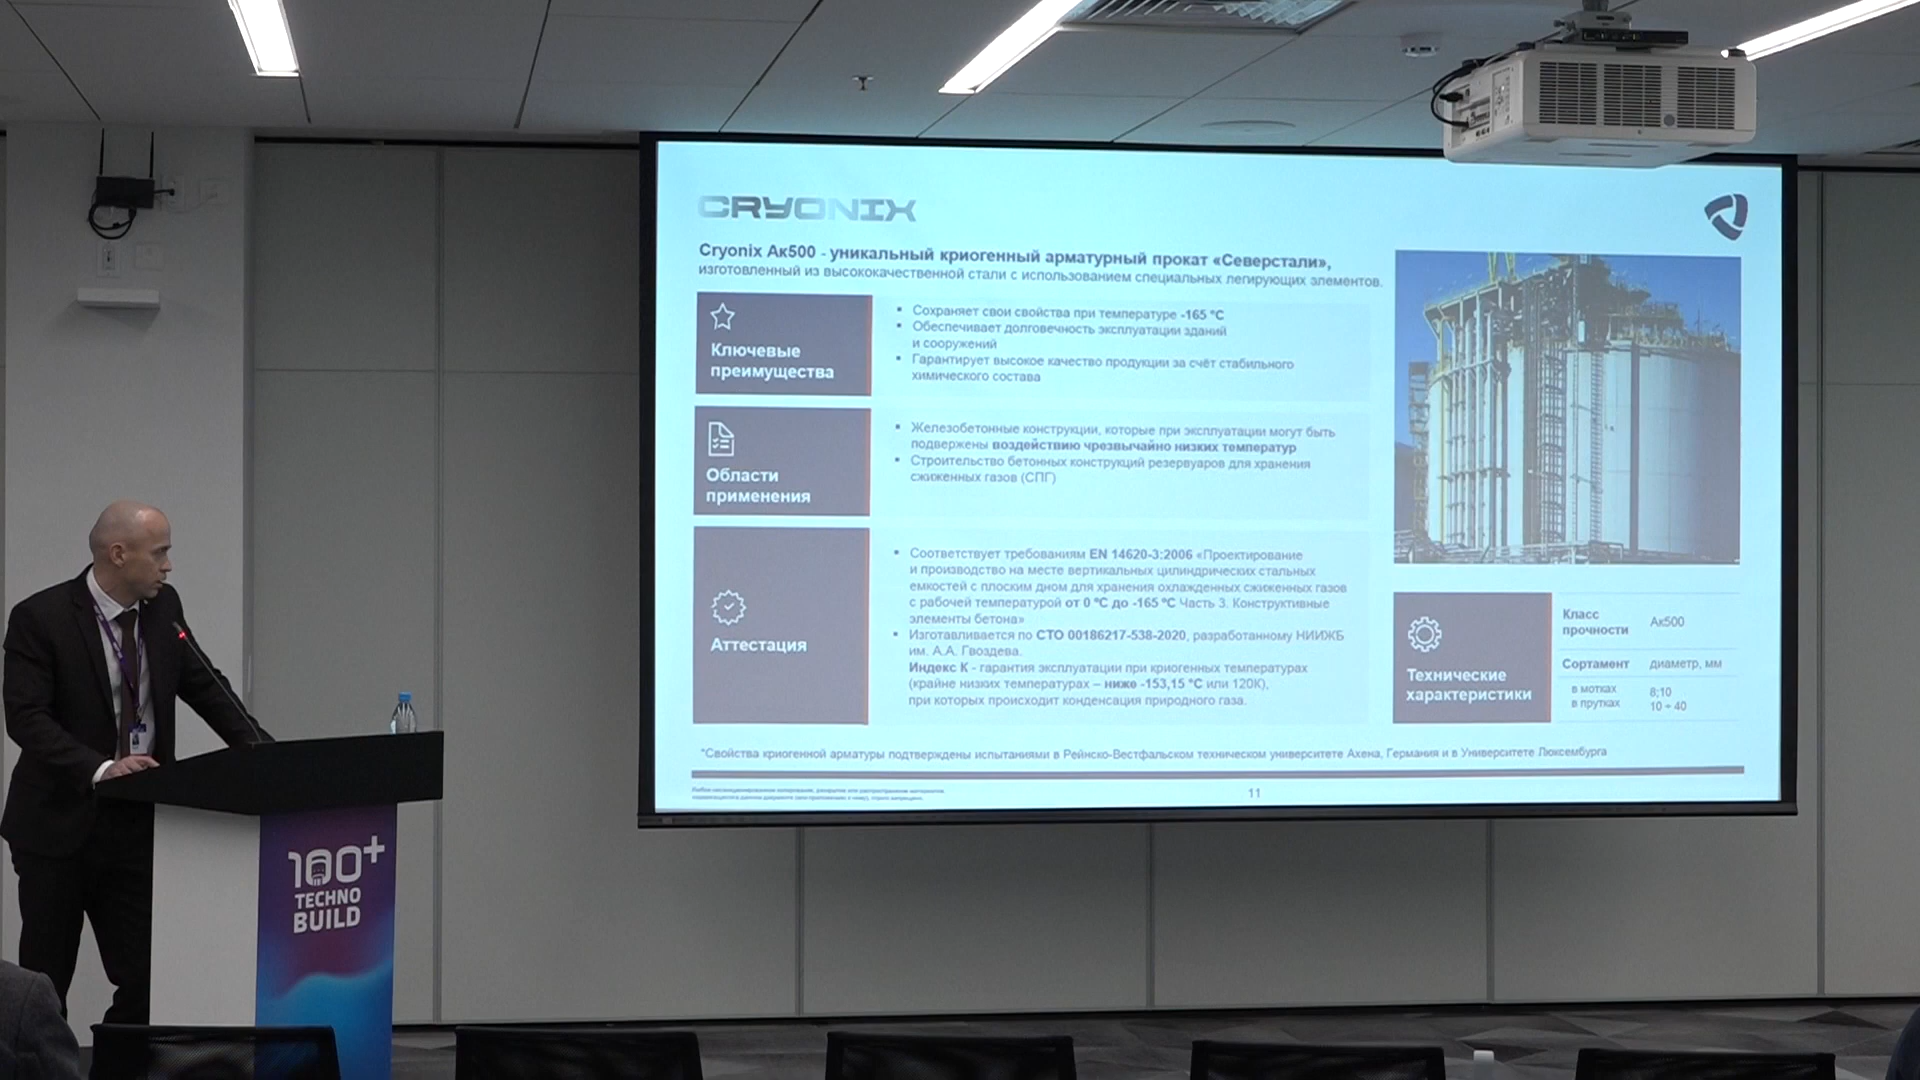 CRYONIX
Cryonix Ак500 - уникальный криогенный арматурный прокат «Северстали»,
изготовленный из высококачественной стали с использованием специальных легирующих элементов.
Ключевые
преимущества
▪ Сохраняет свои свойства при температуре -165 °C
▪ Обеспечивает долговечность эксплуатации зданий
и сооружений
▪ Гарантирует высокое качество продукции за счёт стабильного
химического состава
Области
применения
▪ Железобетонные конструкции, которые при эксплуатации могут быть
подвержены воздействию чрезвычайно низких температур
▪ Строительство бетонных конструкций резервуаров для хранения
сжиженных газов (СПГ)
Аттестация
▪ Соответствует требованиям EN 14620-3:2006 «Проектирование
и производство на месте вертикальных цилиндрических стальных
емкостей с плоским дном для хранения охлажденных сжиженных газов
с рабочей температурой от 0 °C до -165 °C Часть 3. Конструктивные
элементы бетона»
▪ Изготавливается по СТО 00186217-538-2020, разработанному НИИЖБ
им. А.А. Гвоздева.
Индекс К - гарантия эксплуатации при криогенных температурах
(крайне низких температурах – ниже -153,15 °C или 120К),
при которых происходит конденсация природного газа.
Технические
характеристики
Класс
прочности
Ак500
Сортамент диаметр, мм
в мотках 8;10
в прутках 10 ÷ 40
*Свойства криогенной арматуры подтверждены испытаниями в Рейнско-Вестфальском техническом университете Ахена, Германия и в Университете Люксембурга
11
100+
TECHNO
BUILD